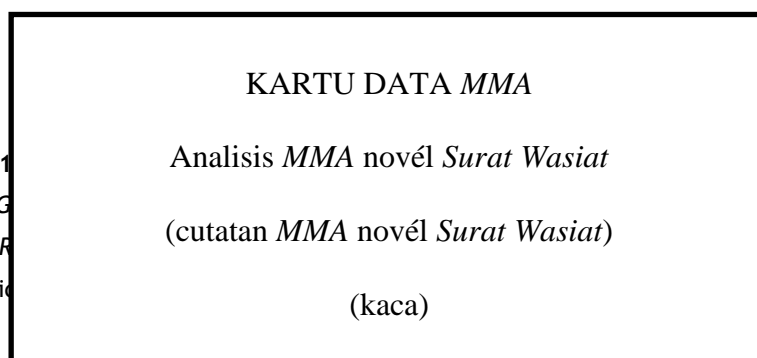 KARTU DATA MMA
Analisis MMA novél Surat Wasiat
(cutatan MMA novél Surat Wasiat)
(kaca)